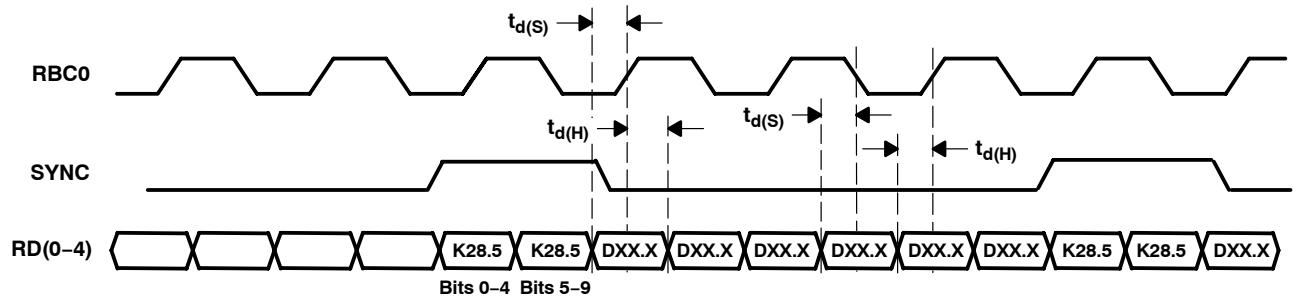 td(S)
RBC0
td(H)
td(S)
td(H)
SYNC
RD(0–4)
K28.5 K28.5 DXX.X DXX.X DXX.X DXX.X DXX.X DXX.X K28.5 K28.5 DXX.X
Bits 0–4 Bits 5–9